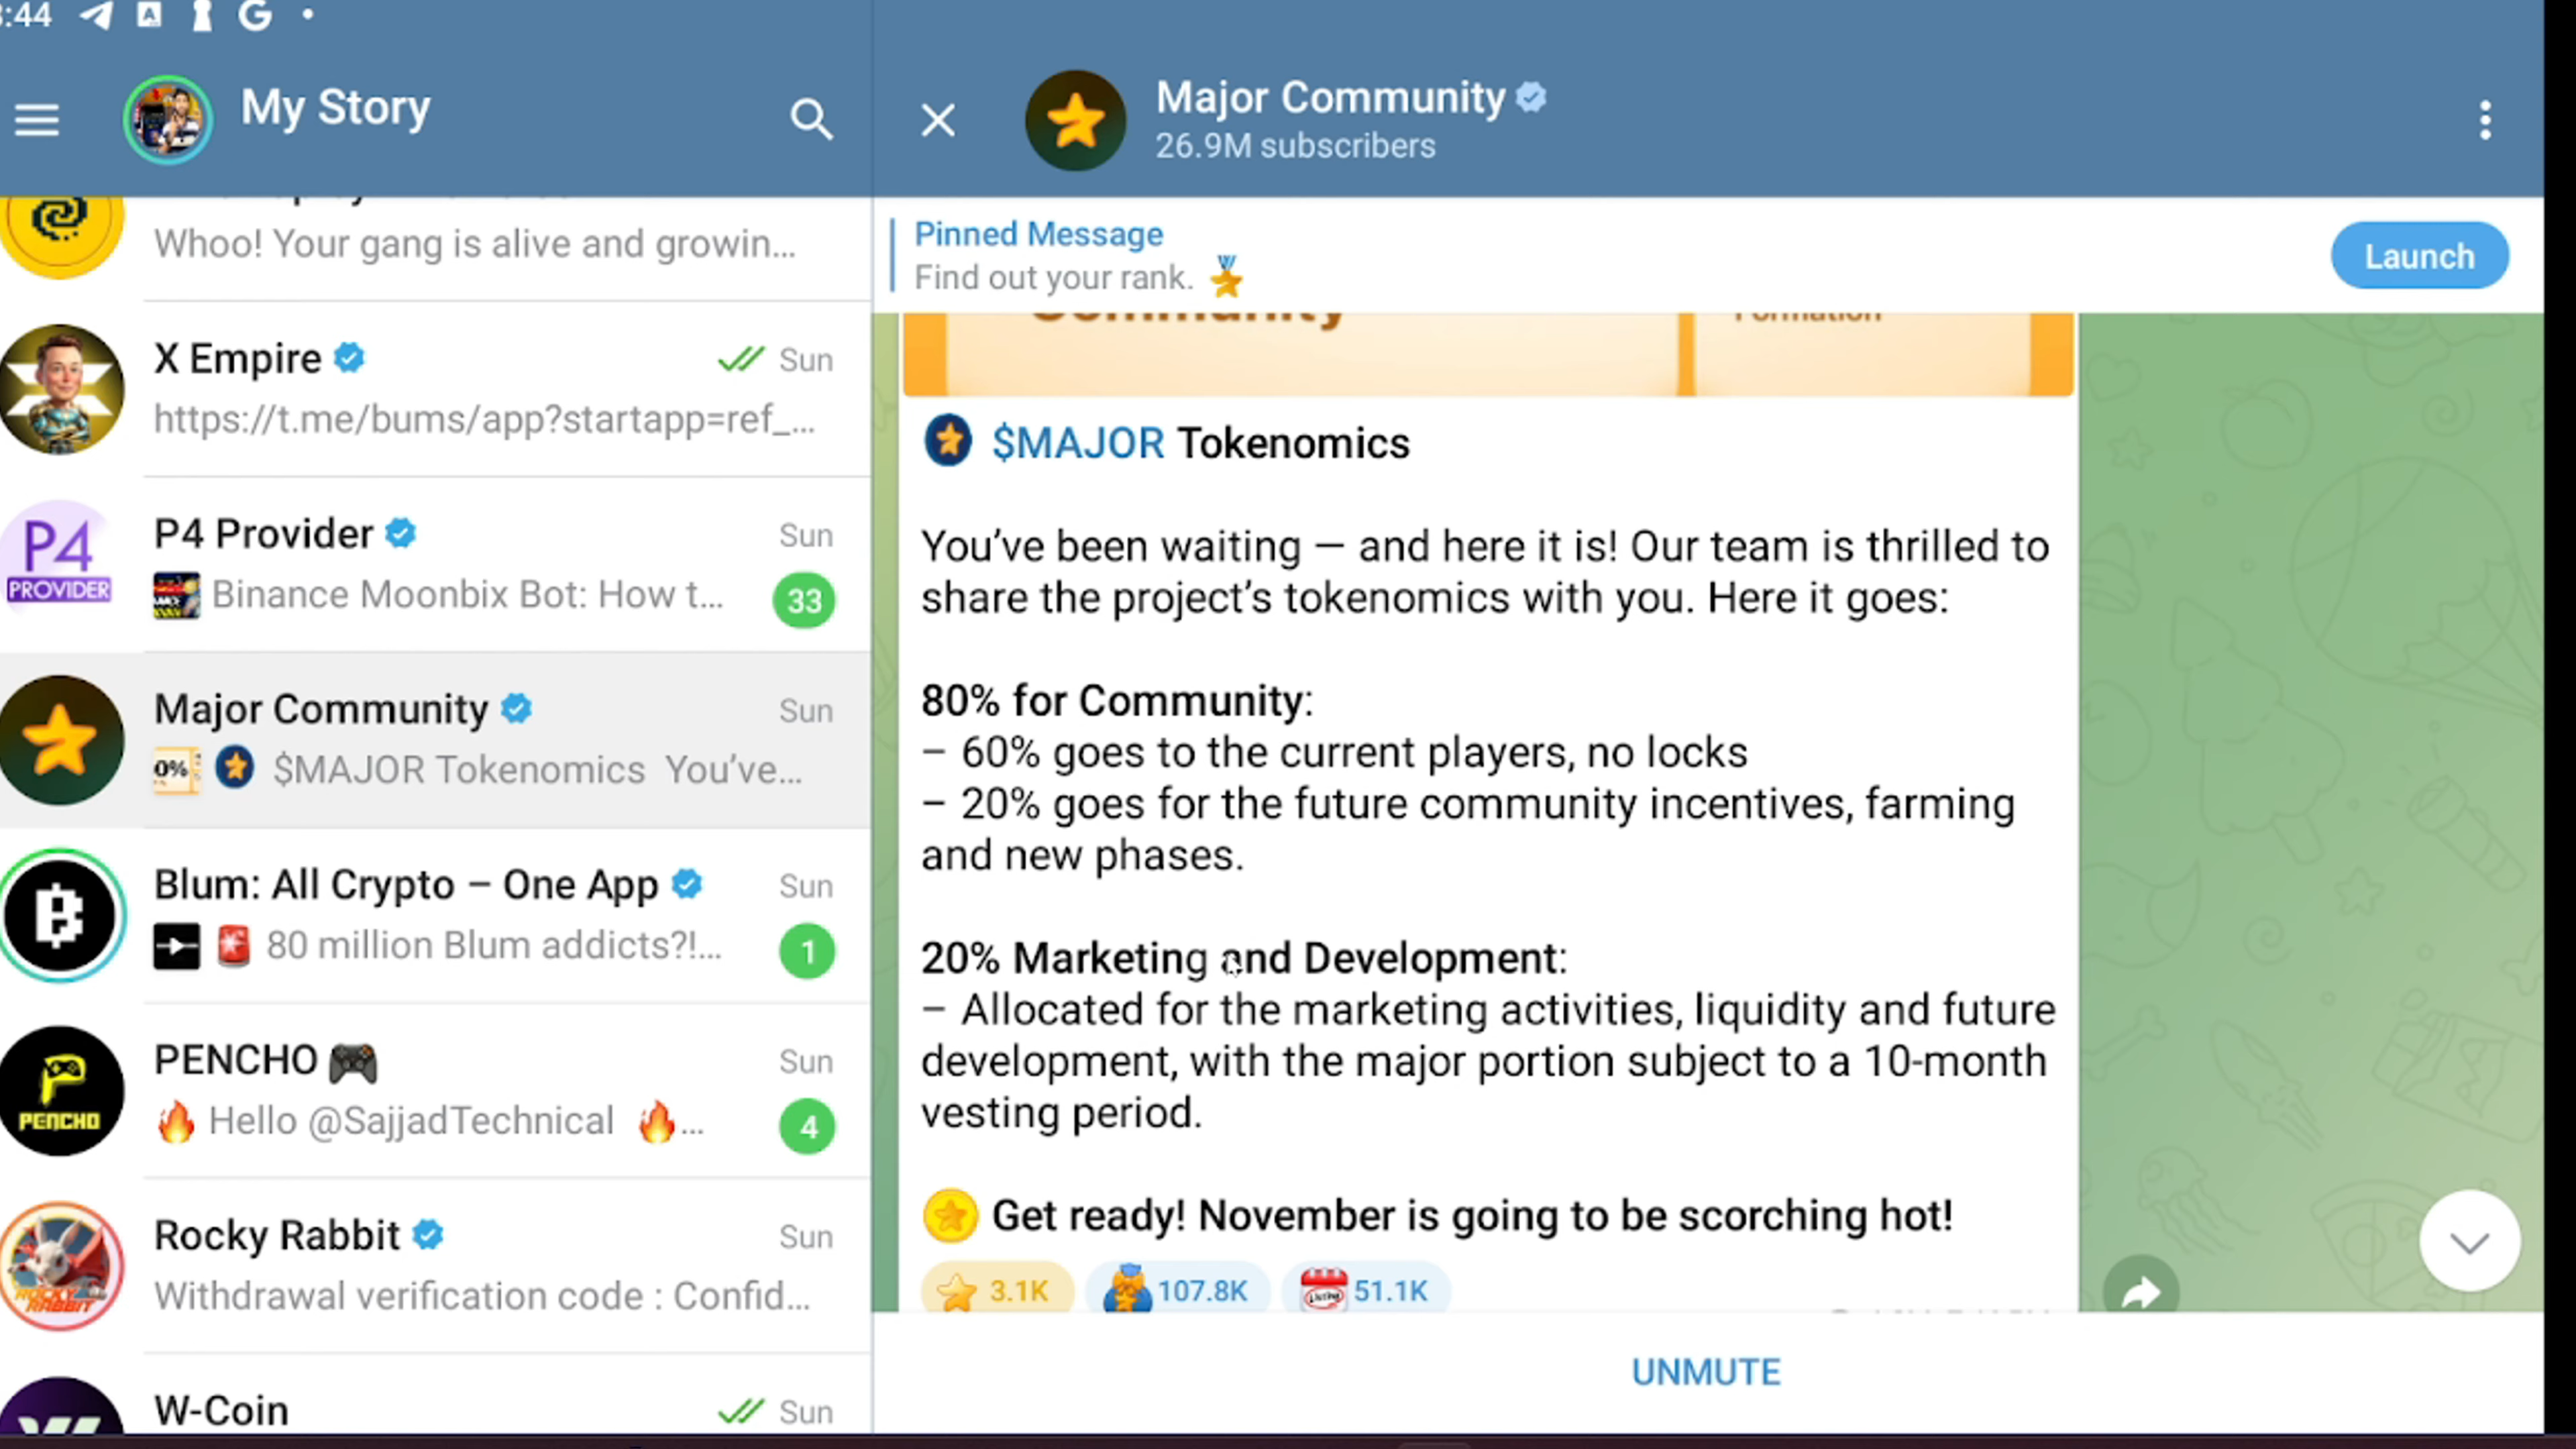 :44
My Story
Whoo! Your gang is alive and growin...
X Empire
Sun
https://t.me/bums/app?startapp=ref_...
P4
PROVIDER
P4 Provider
Sun
Binance Moonbix Bot: How t...
33
Major Community
Sun
0%
$MAJOR Tokenomics You’ve...
Blum: All Crypto – One App
Sun
80 million Blum addicts?!...
1
PENCHO
PENCHO
Sun
Hello @SajjadTechnical
...
4
ROCKY
RABBIT
Rocky Rabbit
Sun
Withdrawal verification code : Confid...
W-Coin
Sun
Major Community
26.9M subscribers
Pinned Message
Find out your rank.
Launch
Community
Formation
$MAJOR Tokenomics
You’ve been waiting — and here it is! Our team is thrilled to
share the project’s tokenomics with you. Here it goes:
80% for Community:
– 60% goes to the current players, no locks
– 20% goes for the future community incentives, farming
and new phases.
20% Marketing and Development:
– Allocated for the marketing activities, liquidity and future
development, with the major portion subject to a 10-month
vesting period.
Get ready! November is going to be scorching hot!
3.1K
107.8K
51.1K
UNMUTE